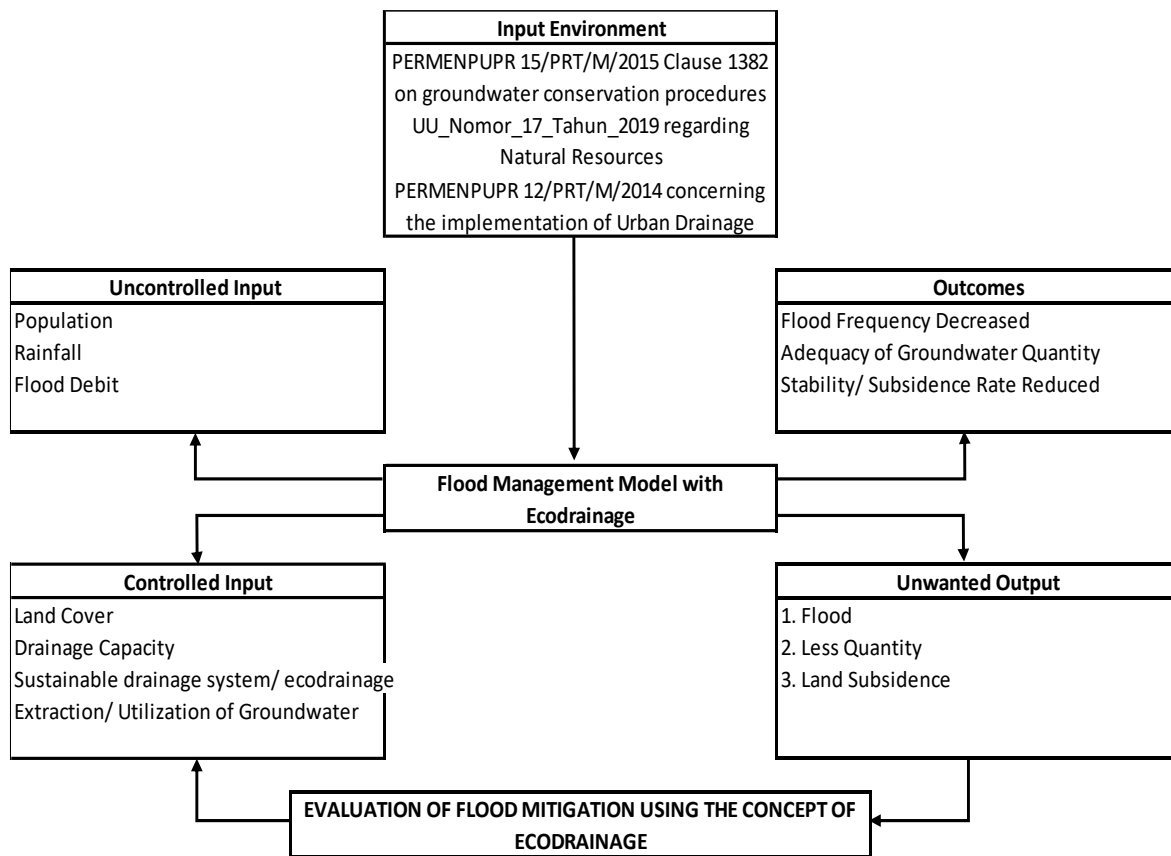 Input Environment
PERMENPUPR 15/PRT/M/2015 Clause 1382
on groundwater conservation procedures
UU_Nomor_17_Tahun_2019 regarding
Natural Resources
PERMENPUPR 12/PRT/M/2014 concerning
the implementation of Urban Drainage
Uncontrolled Input
Population
Rainfall
Flood Debit
Outcomes
Flood Frequency Decreased
Adequacy of Groundwater Quantity
Stability/ Subsidence Rate Reduced
Flood Management Model with
Ecodrainage
Controlled Input
Land Cover
Drainage Capacity
Sustainable drainage system/ ecodrainage
Extraction/ Utilization of Groundwater
Unwanted Output
1. Flood
2. Less Quantity
3. Land Subsidence
EVALUATION OF FLOOD MITIGATION USING THE CONCEPT OF
ECODRAINAGE